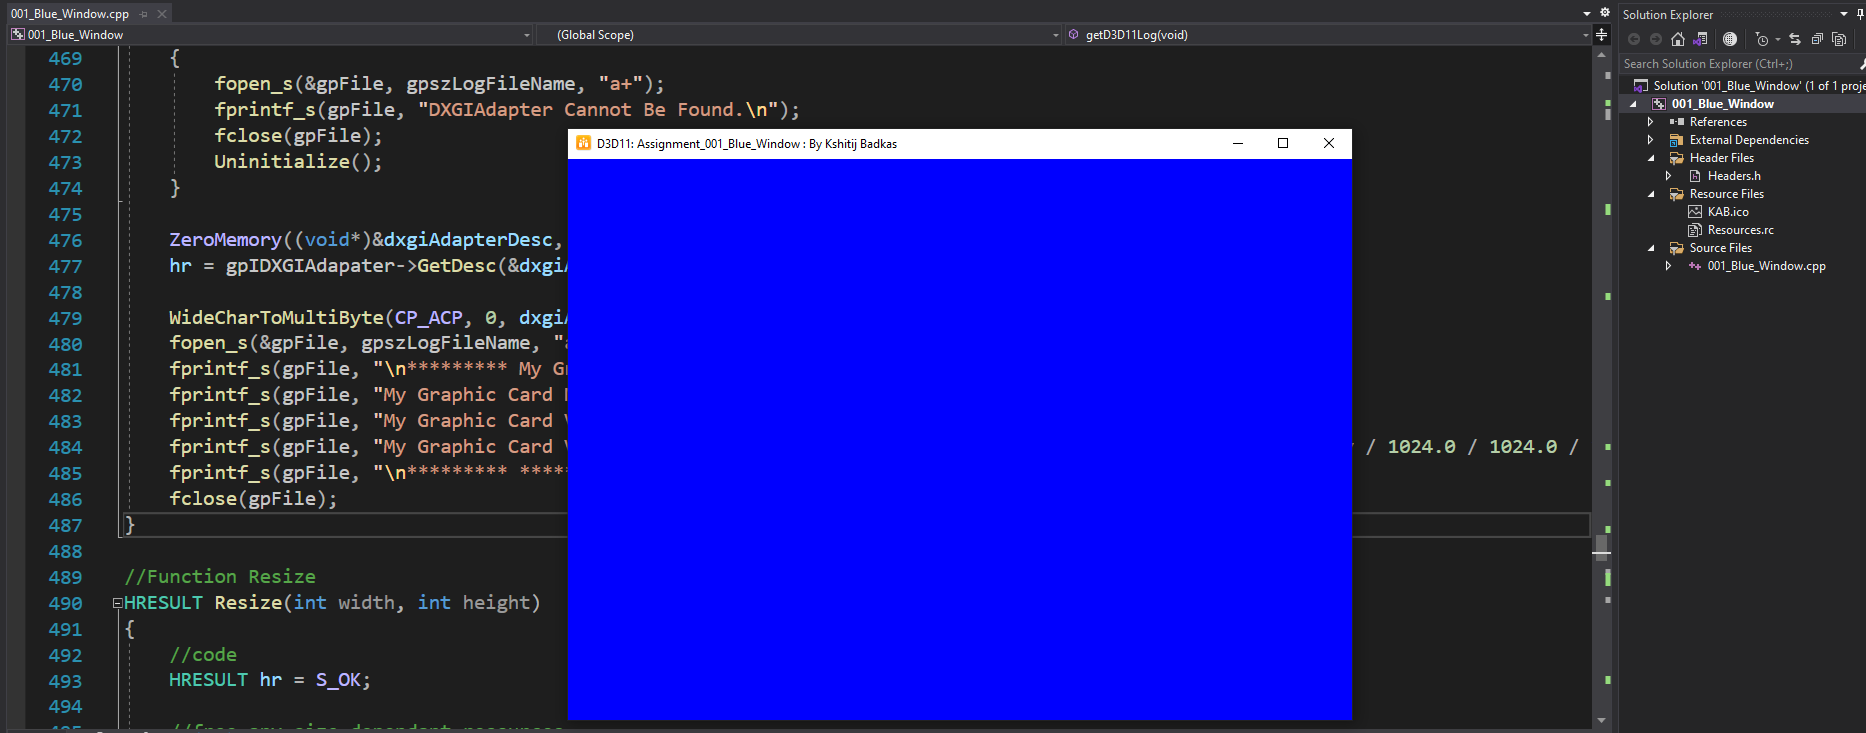 001_Blue_Window.cpp
001_Blue_Window
(Global Scope)
getD3D11Log(void)
469 {
470 fopen_s(&gpFile, gpszLogFileName, "a+");
471 fprintf_s(gpFile, "DXGIAdapter Cannot Be Found.\n");
472 fclose(gpFile);
473 Uninitialize();
474 }
475
476 ZeroMemory((void*)&dxgiAdapterDesc,
477 hr = gpIDXGIAdapater->GetDesc(&dxgi
478
479 WideCharToMultiByte(CP_ACP, 0, dxgi
480 fopen_s(&gpFile, gpszLogFileName, "
481 fprintf_s(gpFile, "\n********* My G
482 fprintf_s(gpFile, "My Graphic Card
483 fprintf_s(gpFile, "My Graphic Card
484 fprintf_s(gpFile, "My Graphic Card / 1024.0 / 1024.0 /
485 fprintf_s(gpFile, "\n********* ****
486 fclose(gpFile);
487 }
488
489 //Function Resize
490 HRESULT Resize(int width, int height)
491 {
492 //code
493 HRESULT hr = S_OK;
494
D3D11: Assignment_001_Blue_Window : By Kshitij Badkas
Solution Explorer
Search Solution Explorer (Ctrl+;)
Solution '001_Blue_Window' (1 of 1 proje
001_Blue_Window
References
External Dependencies
Header Files
Headers.h
Resource Files
KAB.ico
Resources.rc
Source Files
001_Blue_Window.cpp